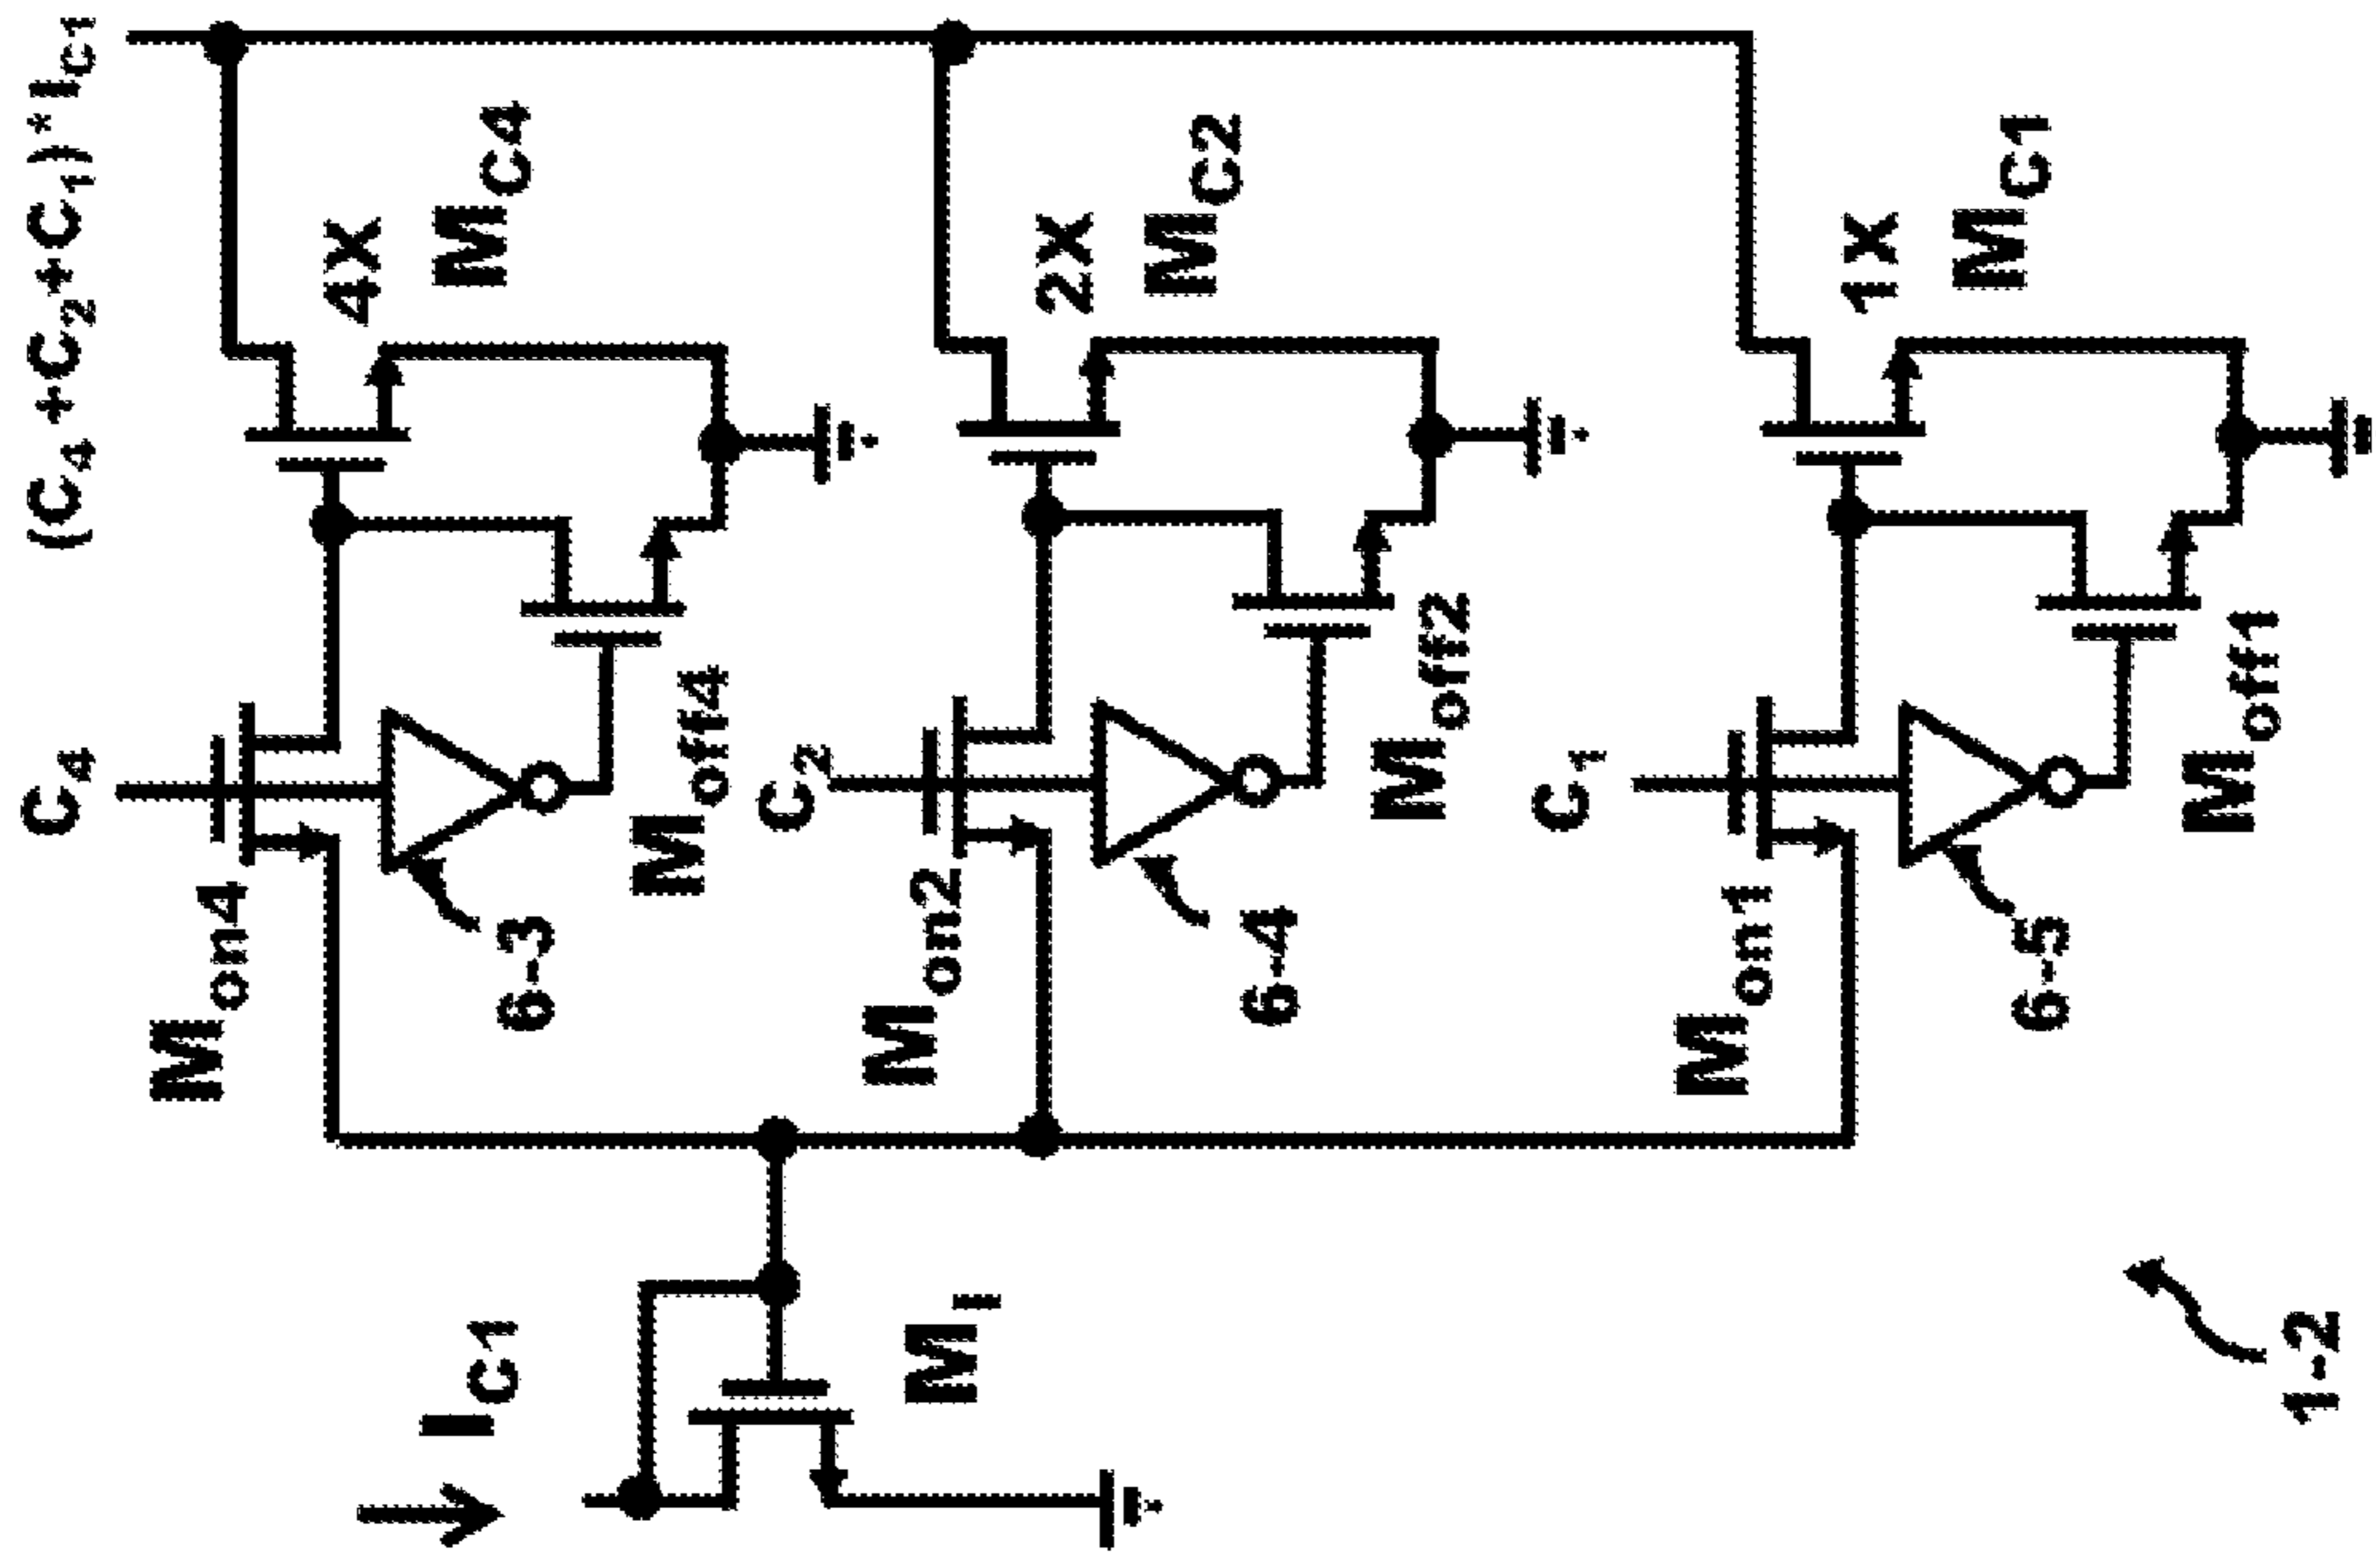 (C4+C2+C1)*IC1
C4
4X
MC4
Mon4
6-3
Moff4
C2
2X
MC2
Mon2
6-4
Moff2
C1
1X
MC1
Mon1
6-5
Moff1
IC1
MI
1-2